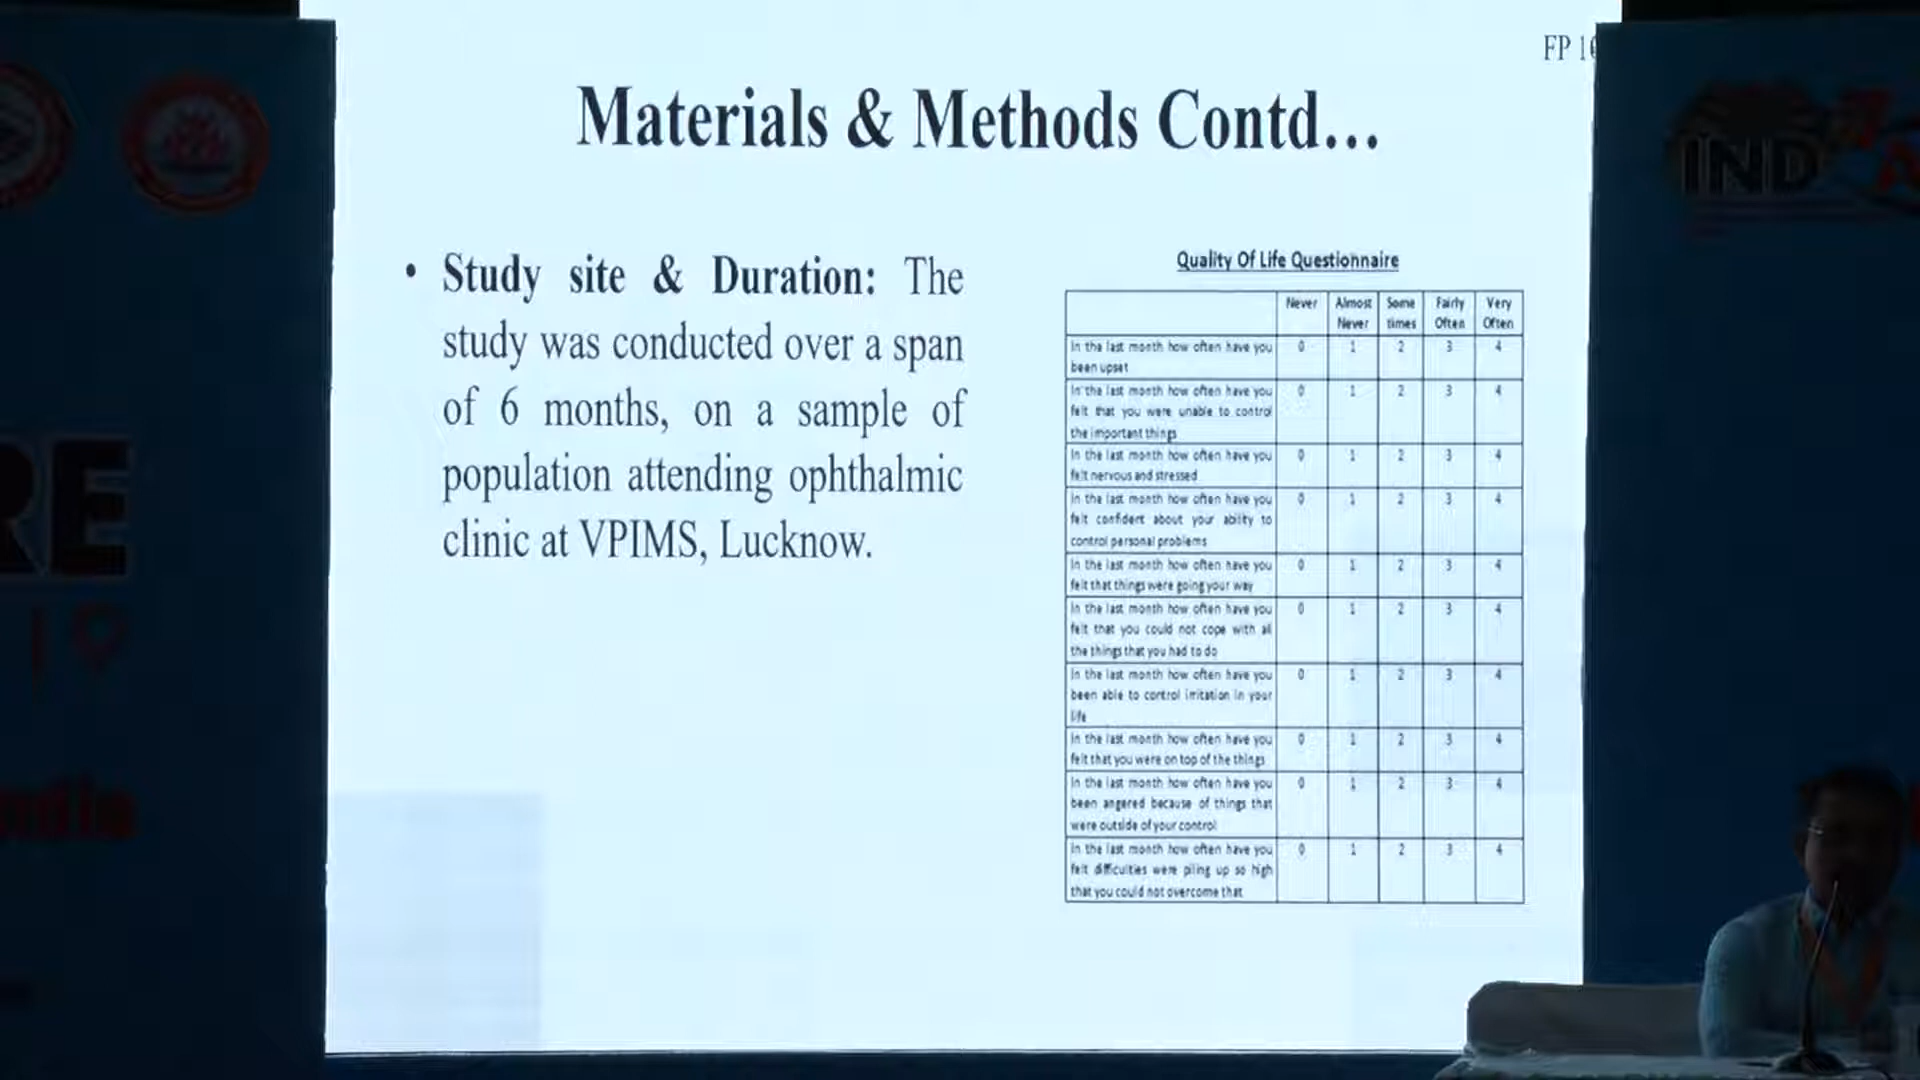 FP 1
Materials & Methods Contd...
• Study site & Duration: The
study was conducted over a span
of 6 months, on a sample of
population attending ophthalmic
clinic at VPIMS, Lucknow.
Quality Of Life Questionnaire
Never Almost Never Some times Fairly Often Very Often
In the last month how often have you been upset 0 1 2 3 4
In the last month how often have you felt that you were unable to control the important things 0 1 2 3 4
In the last month how often have you felt nervous and stressed 0 1 2 3 4
In the last month how often have you felt confident about your ability to control personal problems 0 1 2 3 4
In the last month how often have you felt that things were going your way 0 1 2 3 4
In the last month how often have you felt that you could not cope with all the things that you had to do 0 1 2 3 4
In the last month how often have you been able to control irritation in your life 0 1 2 3 4
In the last month how often have you felt that you were on top of the things 0 1 2 3 4
In the last month how often have you been angered because of things that were outside of your control 0 1 2 3 4
In the last month how often have you felt difficulties were piling up so high that you could not overcome that 0 1 2 3 4
IND
RE
India